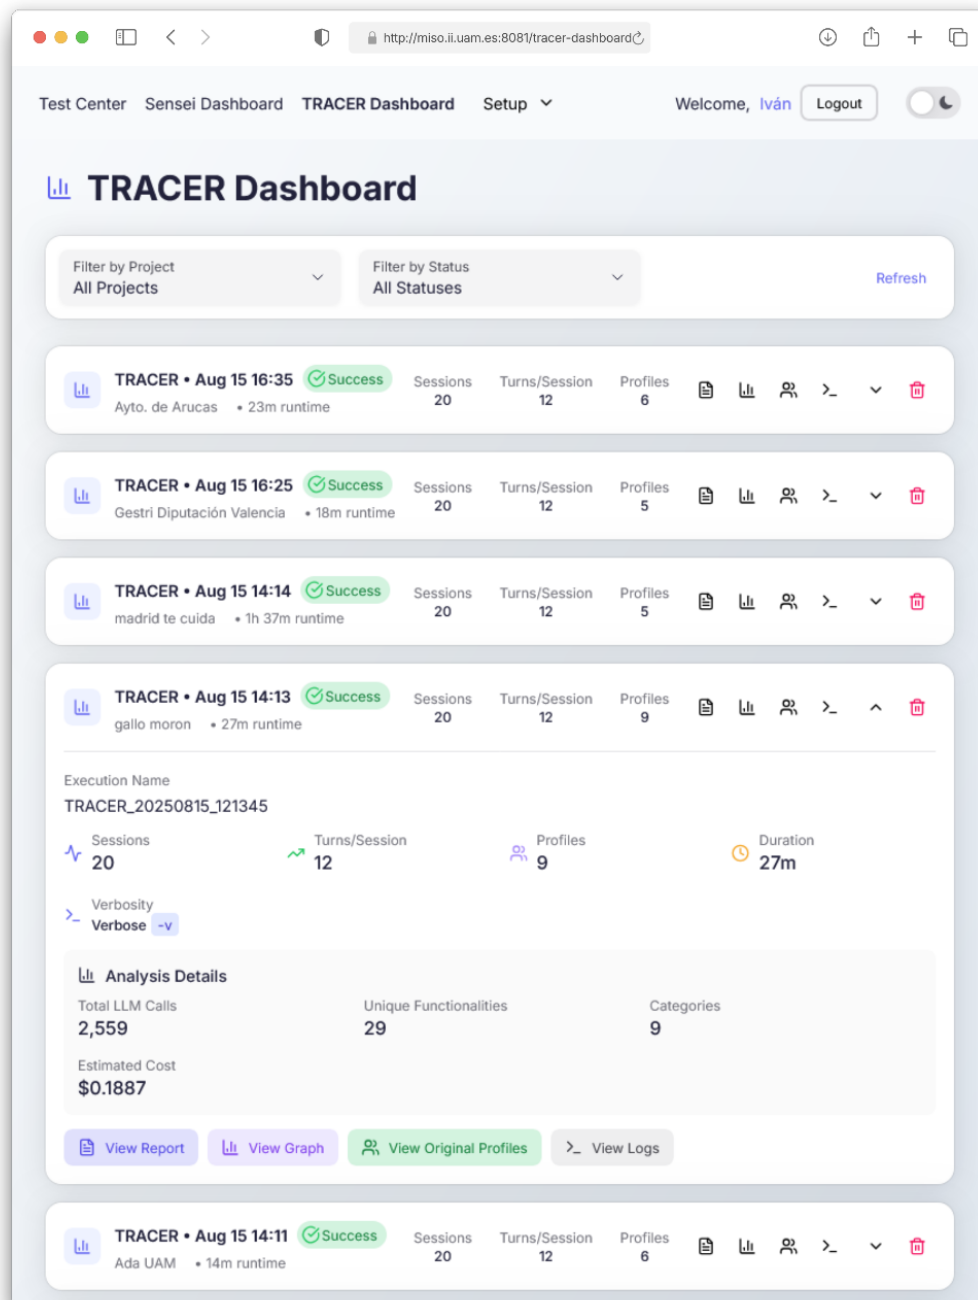 http://miso.ii.uam.es:8081/tracer-dashboard
Test Center Sensei Dashboard TRACER Dashboard Setup Welcome, Iván Logout
TRACER Dashboard
Filter by Project
All Projects
Filter by Status
All Statuses
Refresh
TRACER • Aug 15 16:35 Success
Ayto. de Arucas • 23m runtime
Sessions
20
Turns/Session
12
Profiles
6
TRACER • Aug 15 16:25 Success
Gestri Diputación Valencia • 18m runtime
Sessions
20
Turns/Session
12
Profiles
5
TRACER • Aug 15 14:14 Success
madrid te cuida • 1h 37m runtime
Sessions
20
Turns/Session
12
Profiles
5
TRACER • Aug 15 14:13 Success
gallo moron • 27m runtime
Sessions
20
Turns/Session
12
Profiles
9
Execution Name
TRACER_20250815_121345
Sessions
20
Turns/Session
12
Profiles
9
Duration
27m
Verbosity
Verbose -v
Analysis Details
Total LLM Calls
2,559
Unique Functionalities
29
Categories
9
Estimated Cost
$0.1887
View Report View Graph View Original Profiles View Logs
TRACER • Aug 15 14:11 Success
Ada UAM • 14m runtime
Sessions
20
Turns/Session
12
Profiles
6